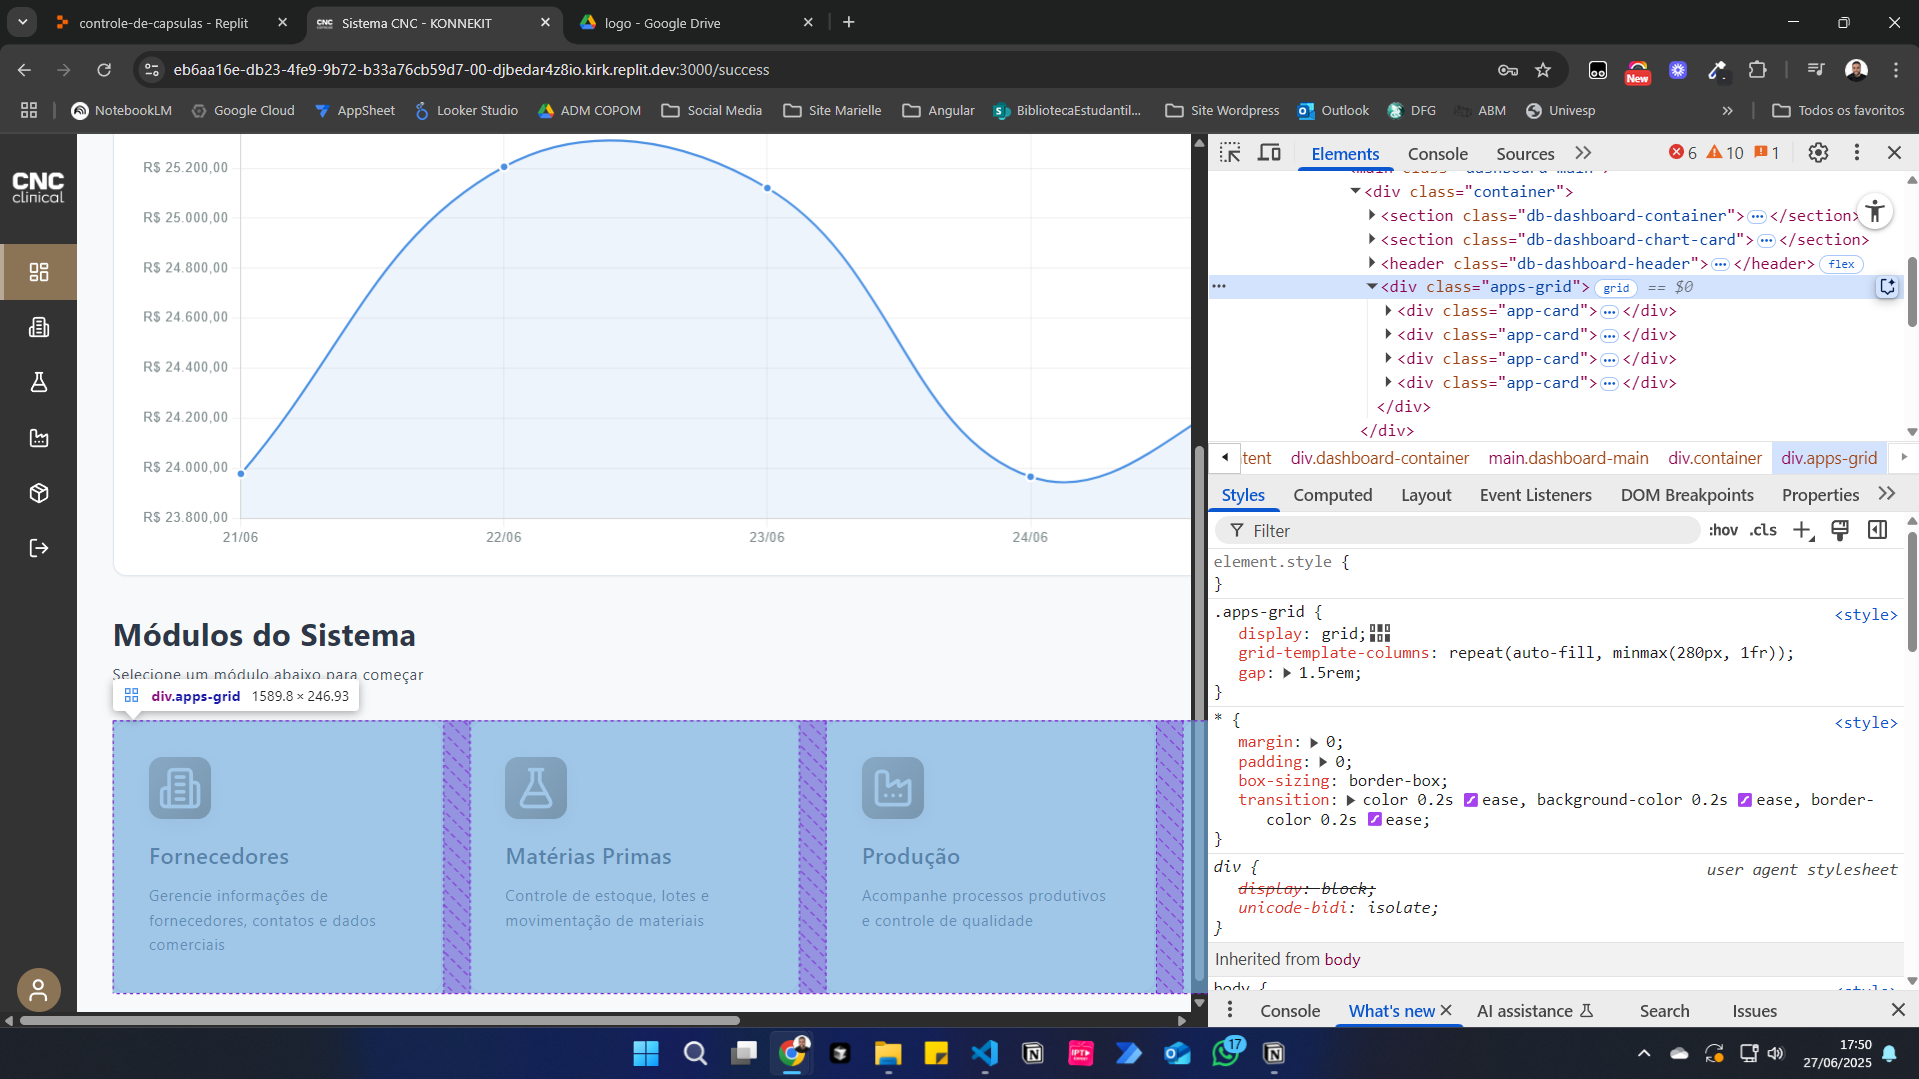 controle-de-capsulas - Replit
CNC Sistema CNC - KONNEKIT
logo - Google Drive
eb6aa16e-db23-4fe9-9b72-b33a76cb59d7-00-djbedar4z8io.kirk.replit.dev:3000/success
New
NotebookLM Google Cloud AppSheet Looker Studio ADM COPOM Social Media Site Marielle Angular BibliotecaEstudantil... Site Wordpress Outlook DFG ABM Univesp » Todos os favoritos
CNC
clinical
R$ 25.200,00
R$ 25.000,00
R$ 24.800,00
R$ 24.600,00
R$ 24.400,00
R$ 24.200,00
R$ 24.000,00
R$ 23.800,00
21/06 22/06 23/06 24/06
Módulos do Sistema
Selecione um módulo abaixo para começar
div.apps-grid 1589.8 × 246.93
Fornecedores
Gerencie informações de
fornecedores, contatos e dados
comerciais
Matérias Primas
Controle de estoque, lotes e
movimentação de materiais
Produção
Acompanhe processos produtivos
e controle de qualidade
Elements Console Sources 6 10 1
<main class="dashboard-main">
<div class="container">
<section class="db-dashboard-container">…</section>
<section class="db-dashboard-chart-card">…</section>
<header class="db-dashboard-header">…</header> flex
<div class="apps-grid"> grid == $0
<div class="app-card">…</div>
<div class="app-card">…</div>
<div class="app-card">…</div>
<div class="app-card">…</div>
</div>
</div>
tent div.dashboard-container main.dashboard-main div.container div.apps-grid
Styles Computed Layout Event Listeners DOM Breakpoints Properties
Filter :hov .cls
element.style {
}
.apps-grid { <style>
display: grid;
grid-template-columns: repeat(auto-fill, minmax(280px, 1fr));
gap: 1.5rem;
}
* { <style>
margin: 0;
padding: 0;
box-sizing: border-box;
transition: color 0.2s ease, background-color 0.2s ease, border-
color 0.2s ease;
}
div { user agent stylesheet
display: block;
unicode-bidi: isolate;
}
Inherited from body
body { <style>
Console What's new AI assistance Search Issues
IPTV
17
17:50
27/06/2025